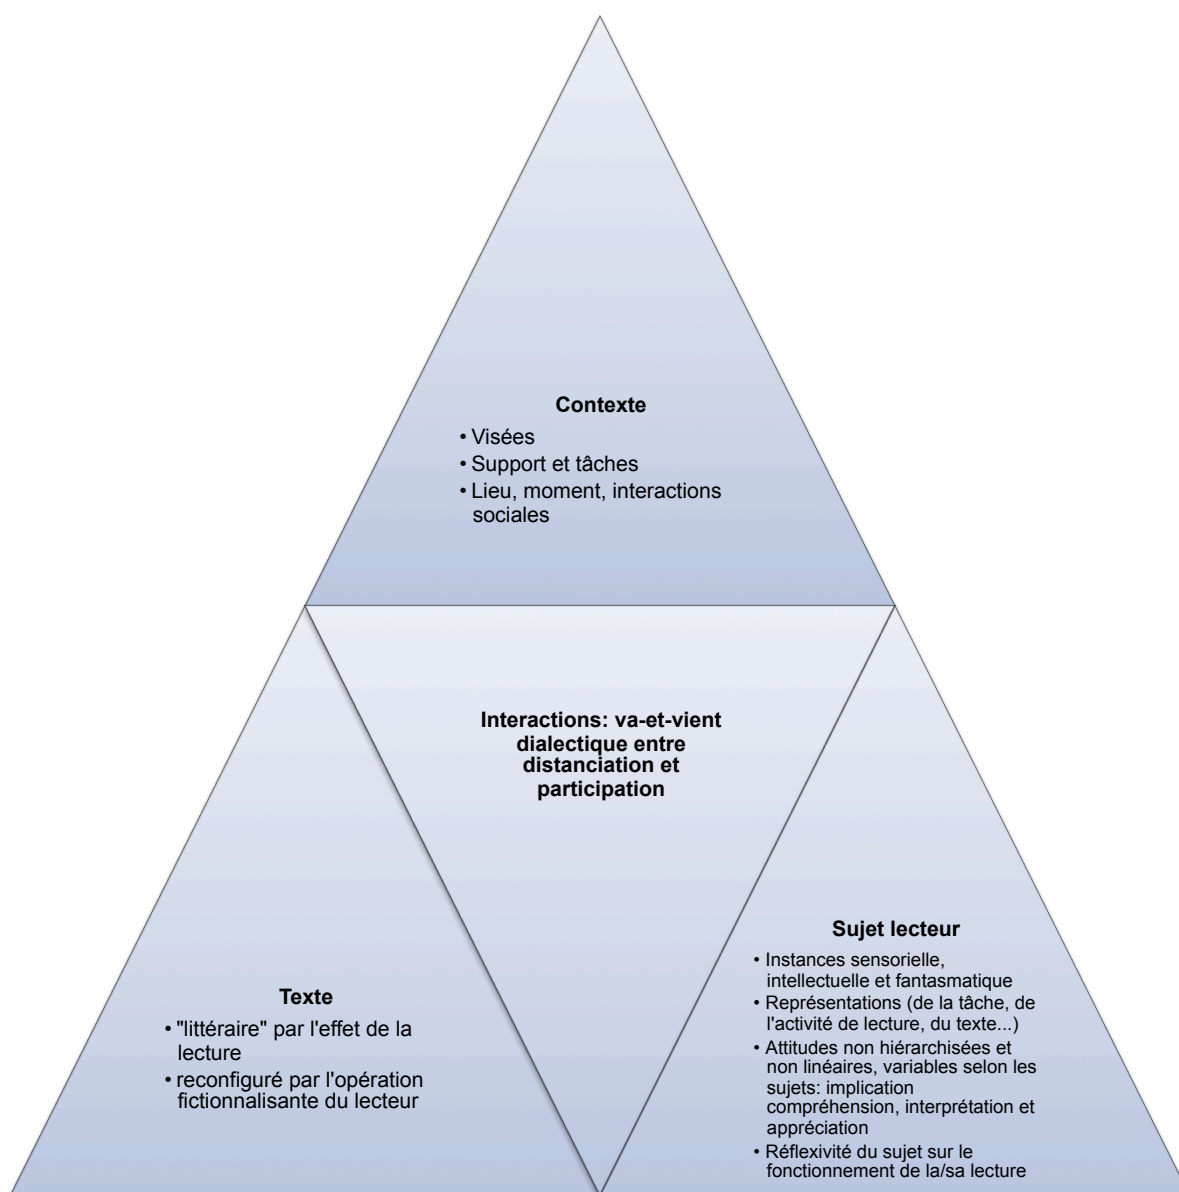 Contexte
• Visées
• Support et tâches
• Lieu, moment, interactions
sociales
Interactions: va-et-vient
dialectique entre
distanciation et
participation
Texte
• "littéraire" par l'effet de la
lecture
• reconfiguré par l'opération
fictionnalisante du lecteur
Sujet lecteur
• Instances sensorielle,
intellectuelle et fantasmatique
• Représentations (de la tâche, de
l'activité de lecture, du texte...)
• Attitudes non hiérarchisées et
non linéaires, variables selon les
sujets: implication
compréhension, interprétation et
appréciation
• Réflexivité du sujet sur le
fonctionnement de la/sa lecture